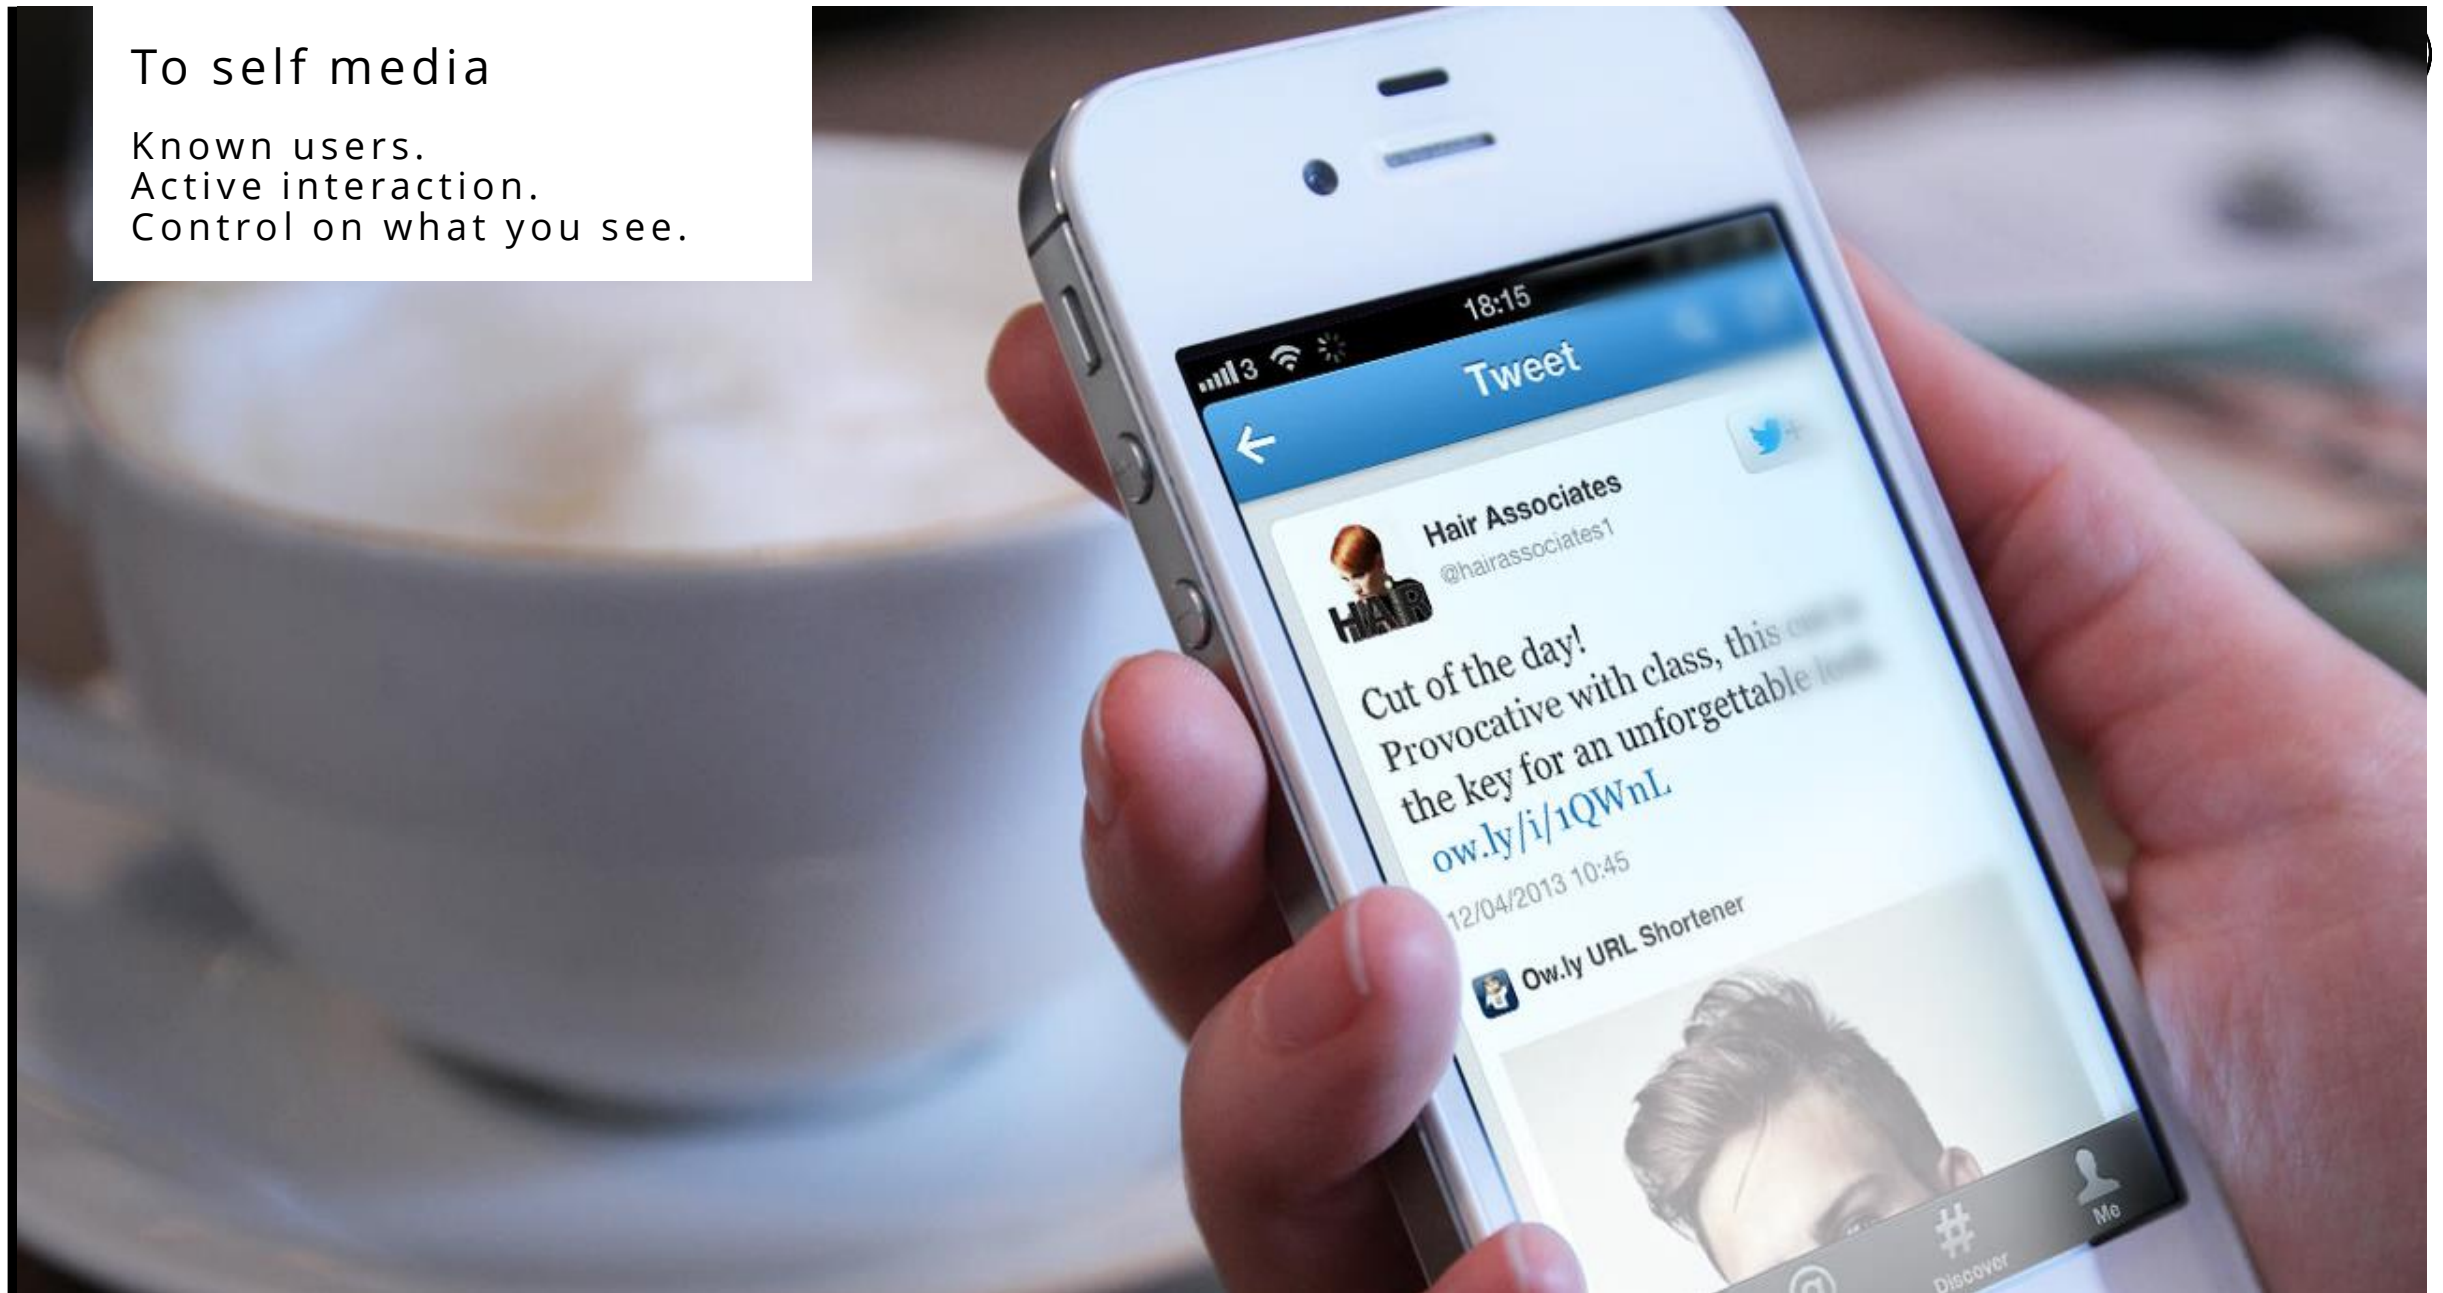 To self media
Known users.
Active interaction.
Control on what you see.
3
18:15
Tweet
Hair Associates
@hairassociates1
HAIR
Cut of the day!
Provocative with class, this
the key for an unforgettable
ow.ly/i/1QWnL
12/04/2013 10:45
Ow.ly URL Shortener
@
#
Discover
Me